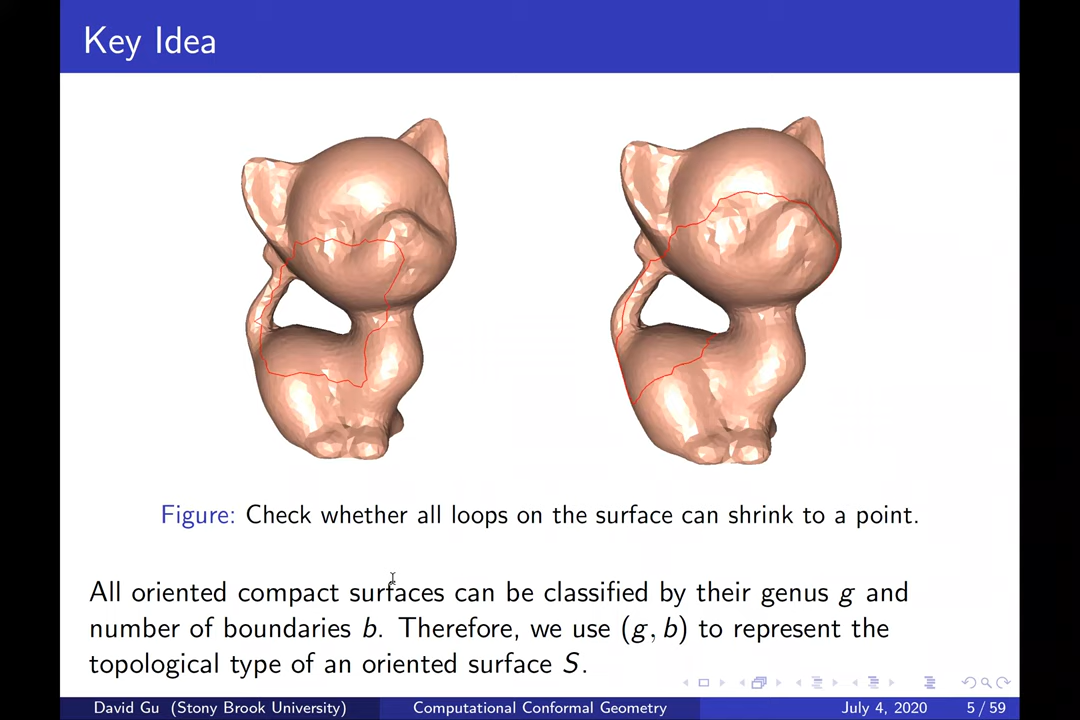 Key Idea
Figure: Check whether all loops on the surface can shrink to a point.
All oriented compact surfaces can be classified by their genus g and
number of boundaries b. Therefore, we use (g, b) to represent the
topological type of an oriented surface S.
David Gu (Stony Brook University) Computational Conformal Geometry July 4, 2020 5 / 59